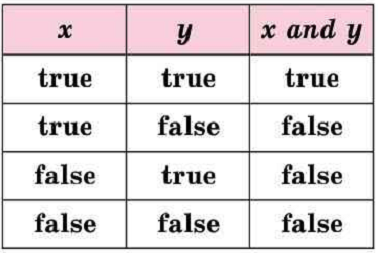 x y x and y
true true true
true false false
false true false
false false false